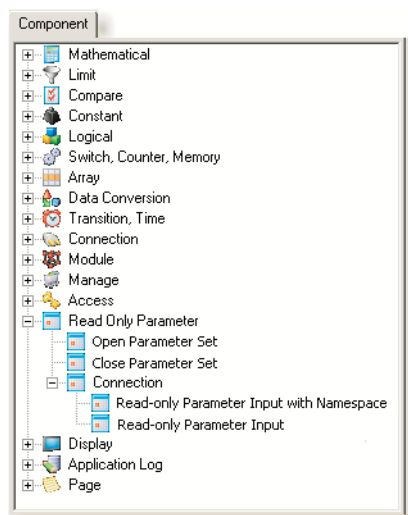 Component
Mathematical
Limit
Compare
Constant
Logical
Switch, Counter, Memory
Array
Data Conversion
Transition, Time
Connection
Module
Manage
Access
Read Only Parameter
Open Parameter Set
Close Parameter Set
Connection
Read-only Parameter Input with Namespace
Read-only Parameter Input
Display
Application Log
Page